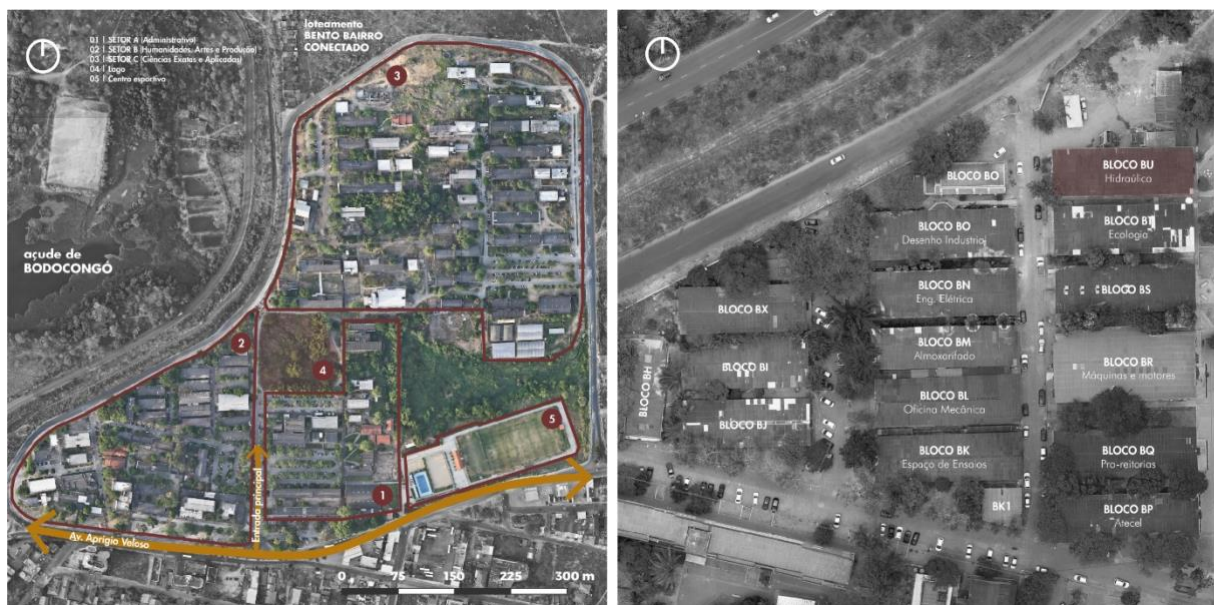 loteamento
BENTO BAIRRO
CONECTADO
01 | SETOR A (Administrativo)
02 | SETOR B (Humanidades, Artes e Produção)
03 | SETOR C (Ciências Exatas e Aplicadas)
04 | Lago
05 | Centro esportivo
3
açude de
BODOCONGÓ
2
4
5
1
Entrada principal
Av. Aprígio Veloso
0 75 150 225 300 m
BLOCO BU
Hidráulica
BLOCO BO
BLOCO BO
Desenho Industrial
BLOCO BT
Ecologia
BLOCO BN
Eng. Elétrica
BLOCO BS
BLOCO BX
BLOCO BM
Almoxarifado
BLOCO BR
Máquinas e motores
BLOCO BH
BLOCO BI
BLOCO BL
Oficina Mecânica
BLOCO BJ
BLOCO BK
Espaço de Ensaios
BLOCO BQ
Pro-reitorias
BK1
BLOCO BP
Atecel